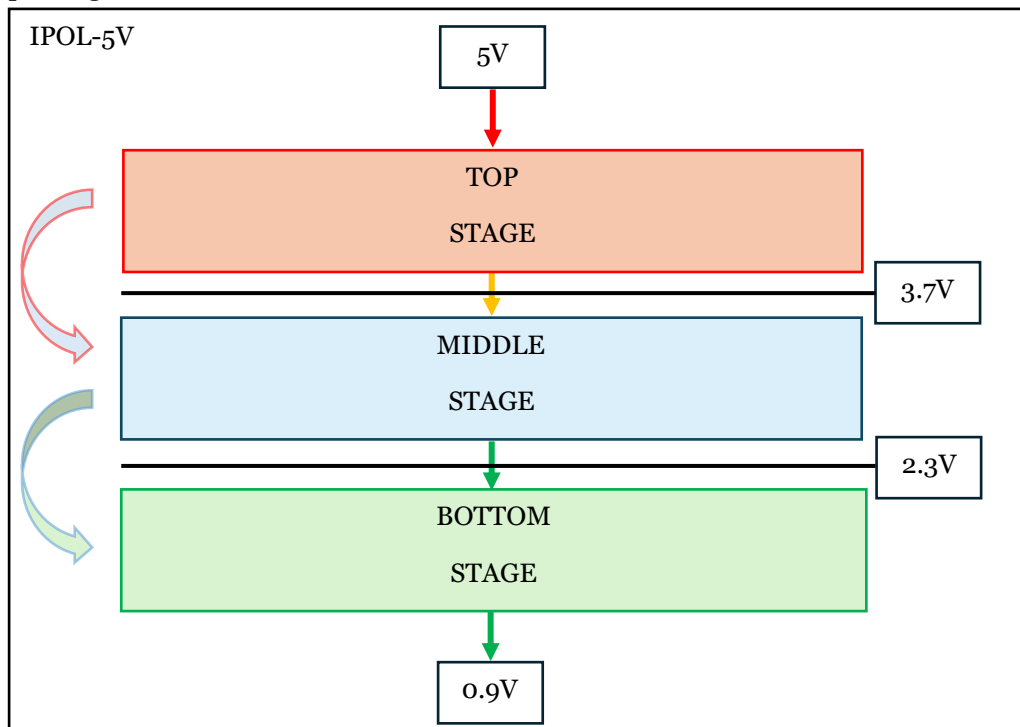 IPOL-5V
5V
TOP
STAGE
3.7V
MIDDLE
STAGE
2.3V
BOTTOM
STAGE
0.9V